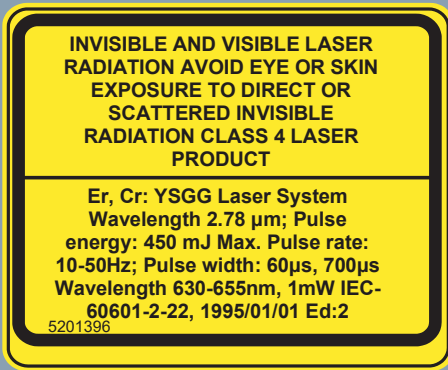 INVISIBLE AND VISIBLE LASER
RADIATION AVOID EYE OR SKIN
EXPOSURE TO DIRECT OR
SCATTERED INVISIBLE
RADIATION CLASS 4 LASER
PRODUCT
Er, Cr: YSGG Laser System
Wavelength 2.78 µm; Pulse
energy: 450 mJ Max. Pulse rate:
10-50Hz; Pulse width: 60µs, 700µs
Wavelength 630-655nm, 1mW IEC-
60601-2-22, 1995/01/01 Ed:2
5201396